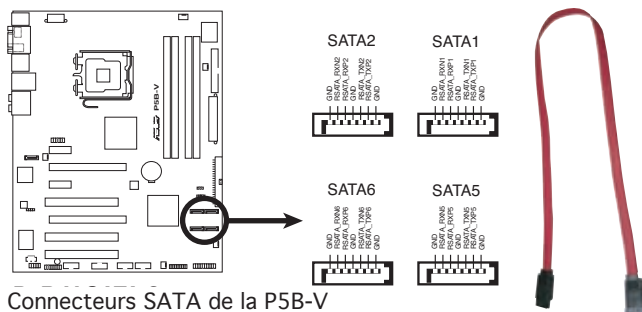 SATA2
SATA1
GND
RSATA_RXN2
RSATA_RXP2
GND
RSATA_TXN2
RSATA_TXP2
GND
GND
RSATA_RXN1
RSATA_RXP1
GND
RSATA_TXN1
RSATA_TXP1
GND
P5B-V
SATA6
SATA5
GND
RSATA_RXN6
RSATA_RXP6
GND
RSATA_TXN6
RSATA_TXP6
GND
GND
RSATA_RXN5
RSATA_RXP5
GND
RSATA_TXN5
RSATA_TXP5
GND
Connecteurs SATA de la P5B-V